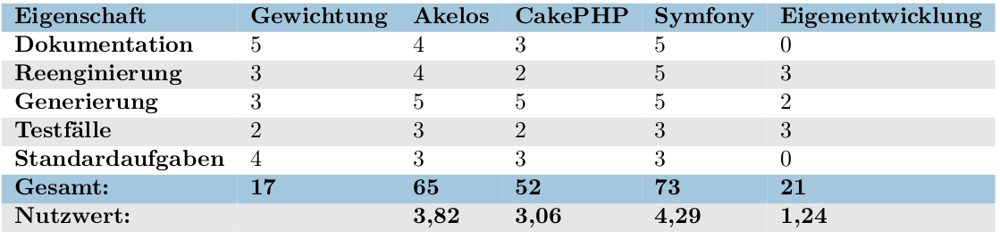 Eigenschaft Gewichtung Akelos CakePHP Symfony Eigenentwicklung
Dokumentation 5 4 3 5 0
Reenginierung 3 4 2 5 3
Generierung 3 5 5 5 2
Testfälle 2 3 2 3 3
Standardaufgaben 4 3 3 3 0
Gesamt: 17 65 52 73 21
Nutzwert: 3,82 3,06 4,29 1,24